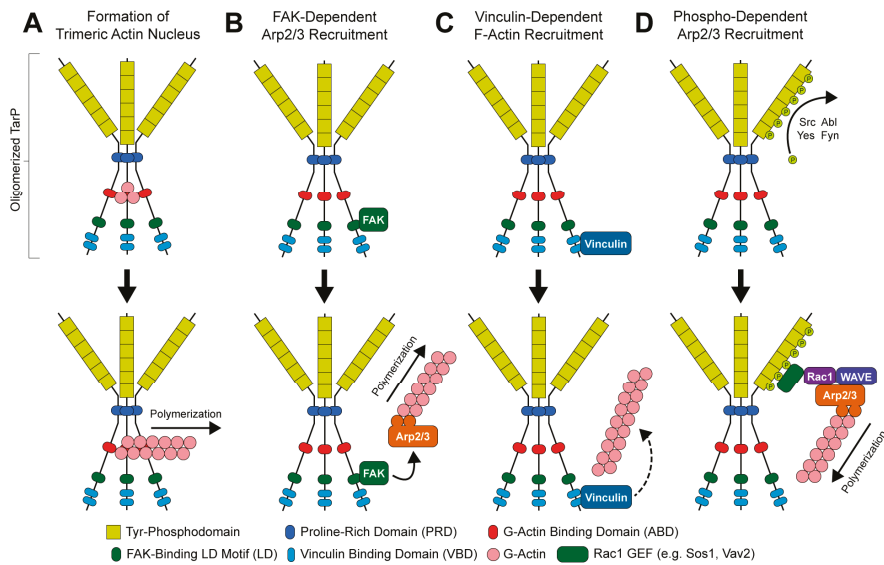 A
Formation of
Trimeric Actin Nucleus
B
FAK-Dependent
Arp2/3 Recruitment
C
Vinculin-Dependent
F-Actin Recruitment
D
Phospho-Dependent
Arp2/3 Recruitment
Oligomerized TarP
FAK
Vinculin
P
P
P
P
P
P
Src Abl
Yes Fyn
P
Polymerization
Polymerization
Arp2/3
FAK
Vinculin
P
P
P
P
P
P
Rac1
WAVE
Arp2/3
Polymerization
Tyr-Phosphodomain
Proline-Rich Domain (PRD)
G-Actin Binding Domain (ABD)
FAK-Binding LD Motif (LD)
Vinculin Binding Domain (VBD)
G-Actin
Rac1 GEF (e.g. Sos1, Vav2)